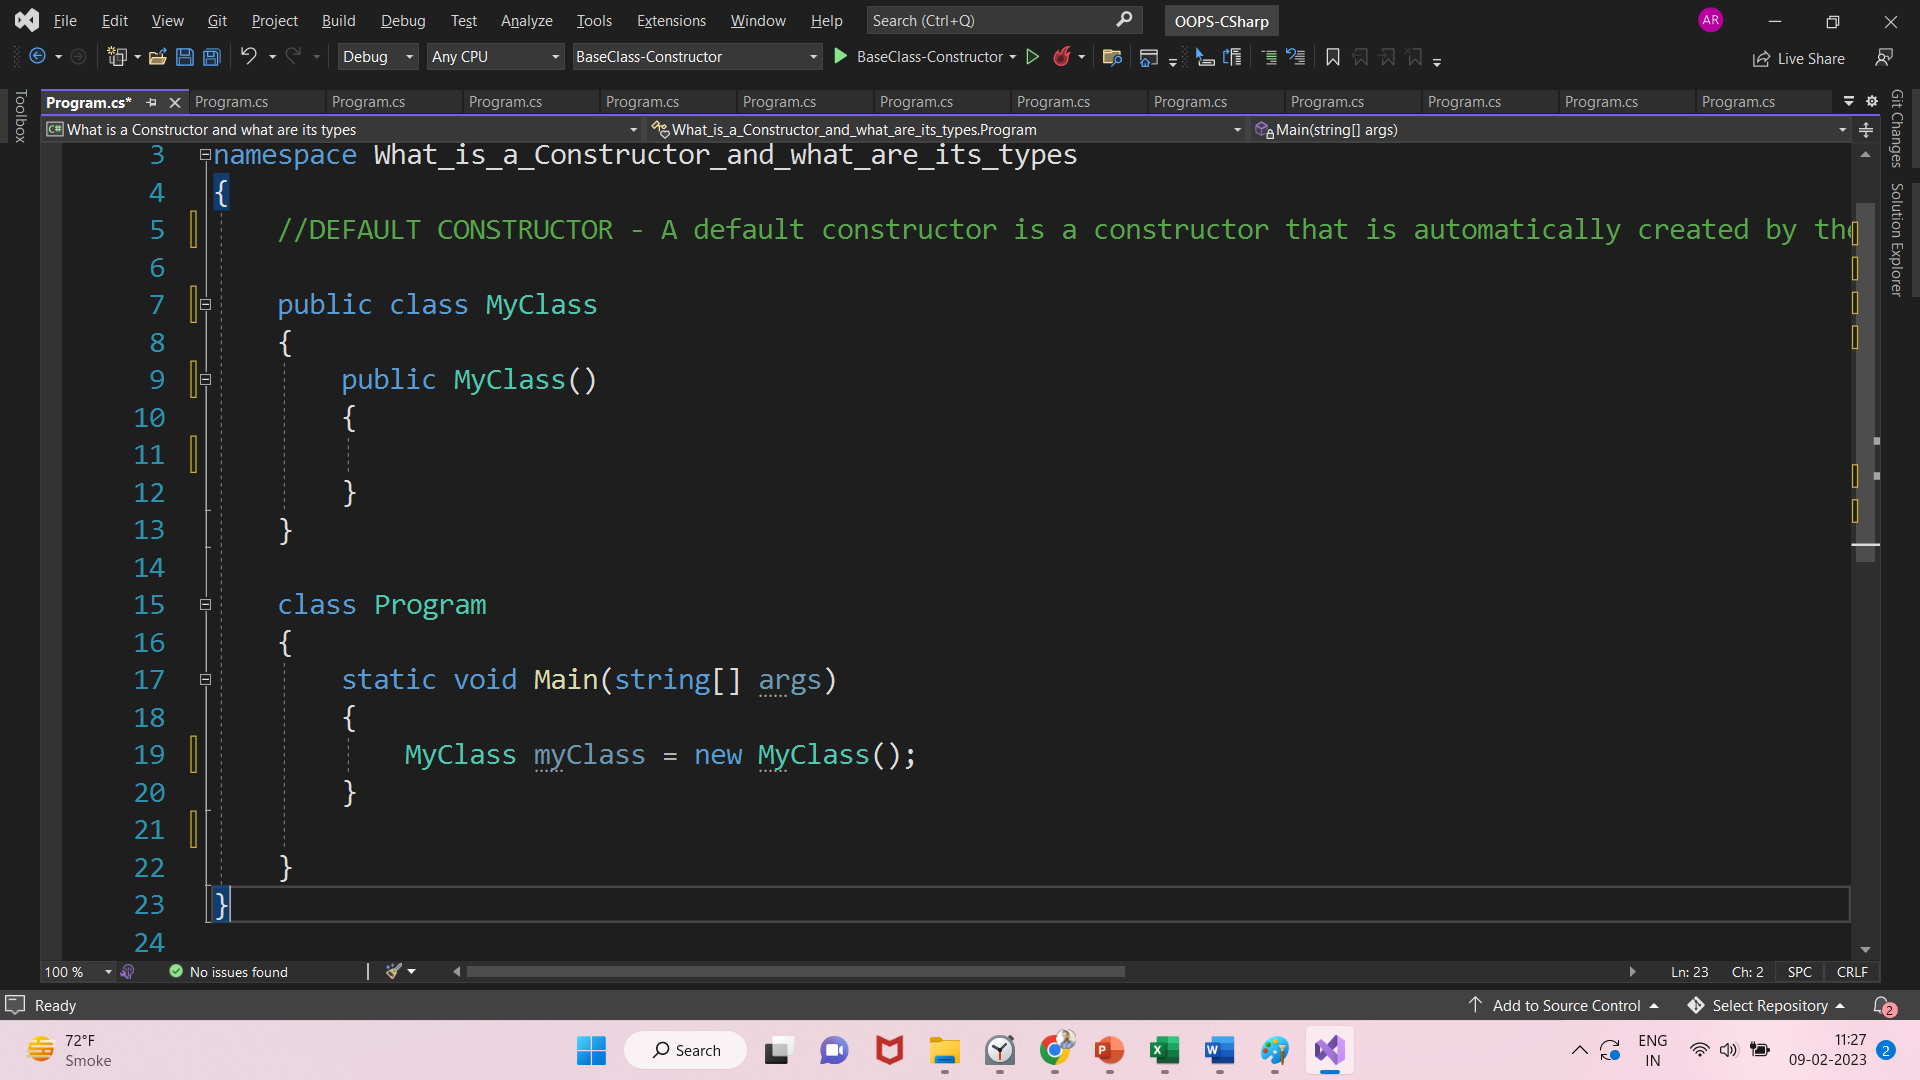 File Edit View Git Project Build Debug Test Analyze Tools Extensions Window Help Search (Ctrl+Q) OOPS-CSharp AR
Debug Any CPU BaseClass-Constructor BaseClass-Constructor Live Share
Toolbox
Program.cs* Program.cs Program.cs Program.cs Program.cs Program.cs Program.cs Program.cs Program.cs Program.cs Program.cs Program.cs Program.cs
Git Changes
Solution Explorer
C# What is a Constructor and what are its types What_is_a_Constructor_and_what_are_its_types.Program Main(string[] args)
3 namespace What_is_a_Constructor_and_what_are_its_types
4 {
5 //DEFAULT CONSTRUCTOR - A default constructor is a constructor that is automatically created by the
6
7 public class MyClass
8 {
9 public MyClass()
10 {
11
12 }
13 }
14
15 class Program
16 {
17 static void Main(string[] args)
18 {
19 MyClass myClass = new MyClass();
20 }
21
22 }
23 }
24
100 % No issues found Ln: 23 Ch: 2 SPC CRLF
Ready Add to Source Control Select Repository 2
72°F
Smoke
Search
ENG
IN
11:27
09-02-2023
2